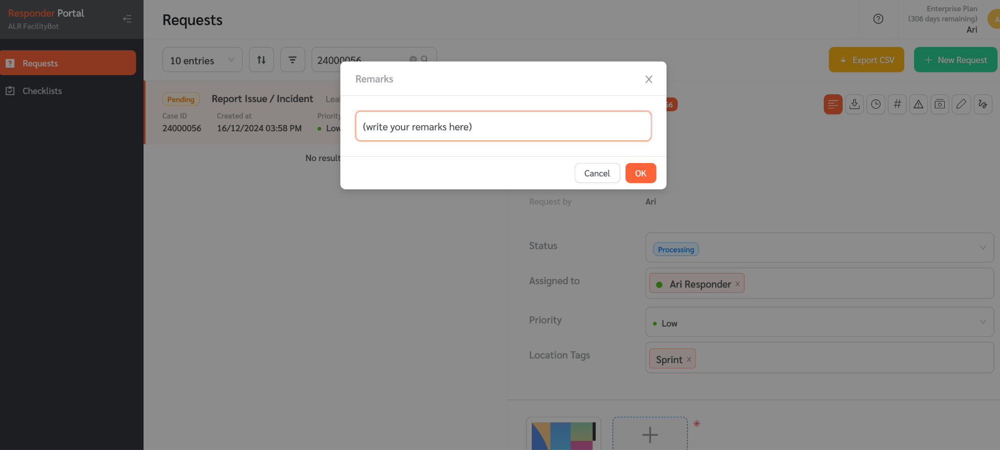 Responder Portal
ALR FacilityBot
Requests
Enterprise Plan
(306 days remaining)
Ari
A
Requests
Checklists
10 entries
24000056
Export CSV
New Request
Remarks
(write your remarks here)
Cancel
OK
Pending
Report Issue / Incident
Lea
Case ID
Created at
Priority
24000056
16/12/2024 03:58 PM
Low
No result
56
Request by
Ari
Status
Processing
Assigned to
Ari Responder
Priority
Low
Location Tags
Sprint